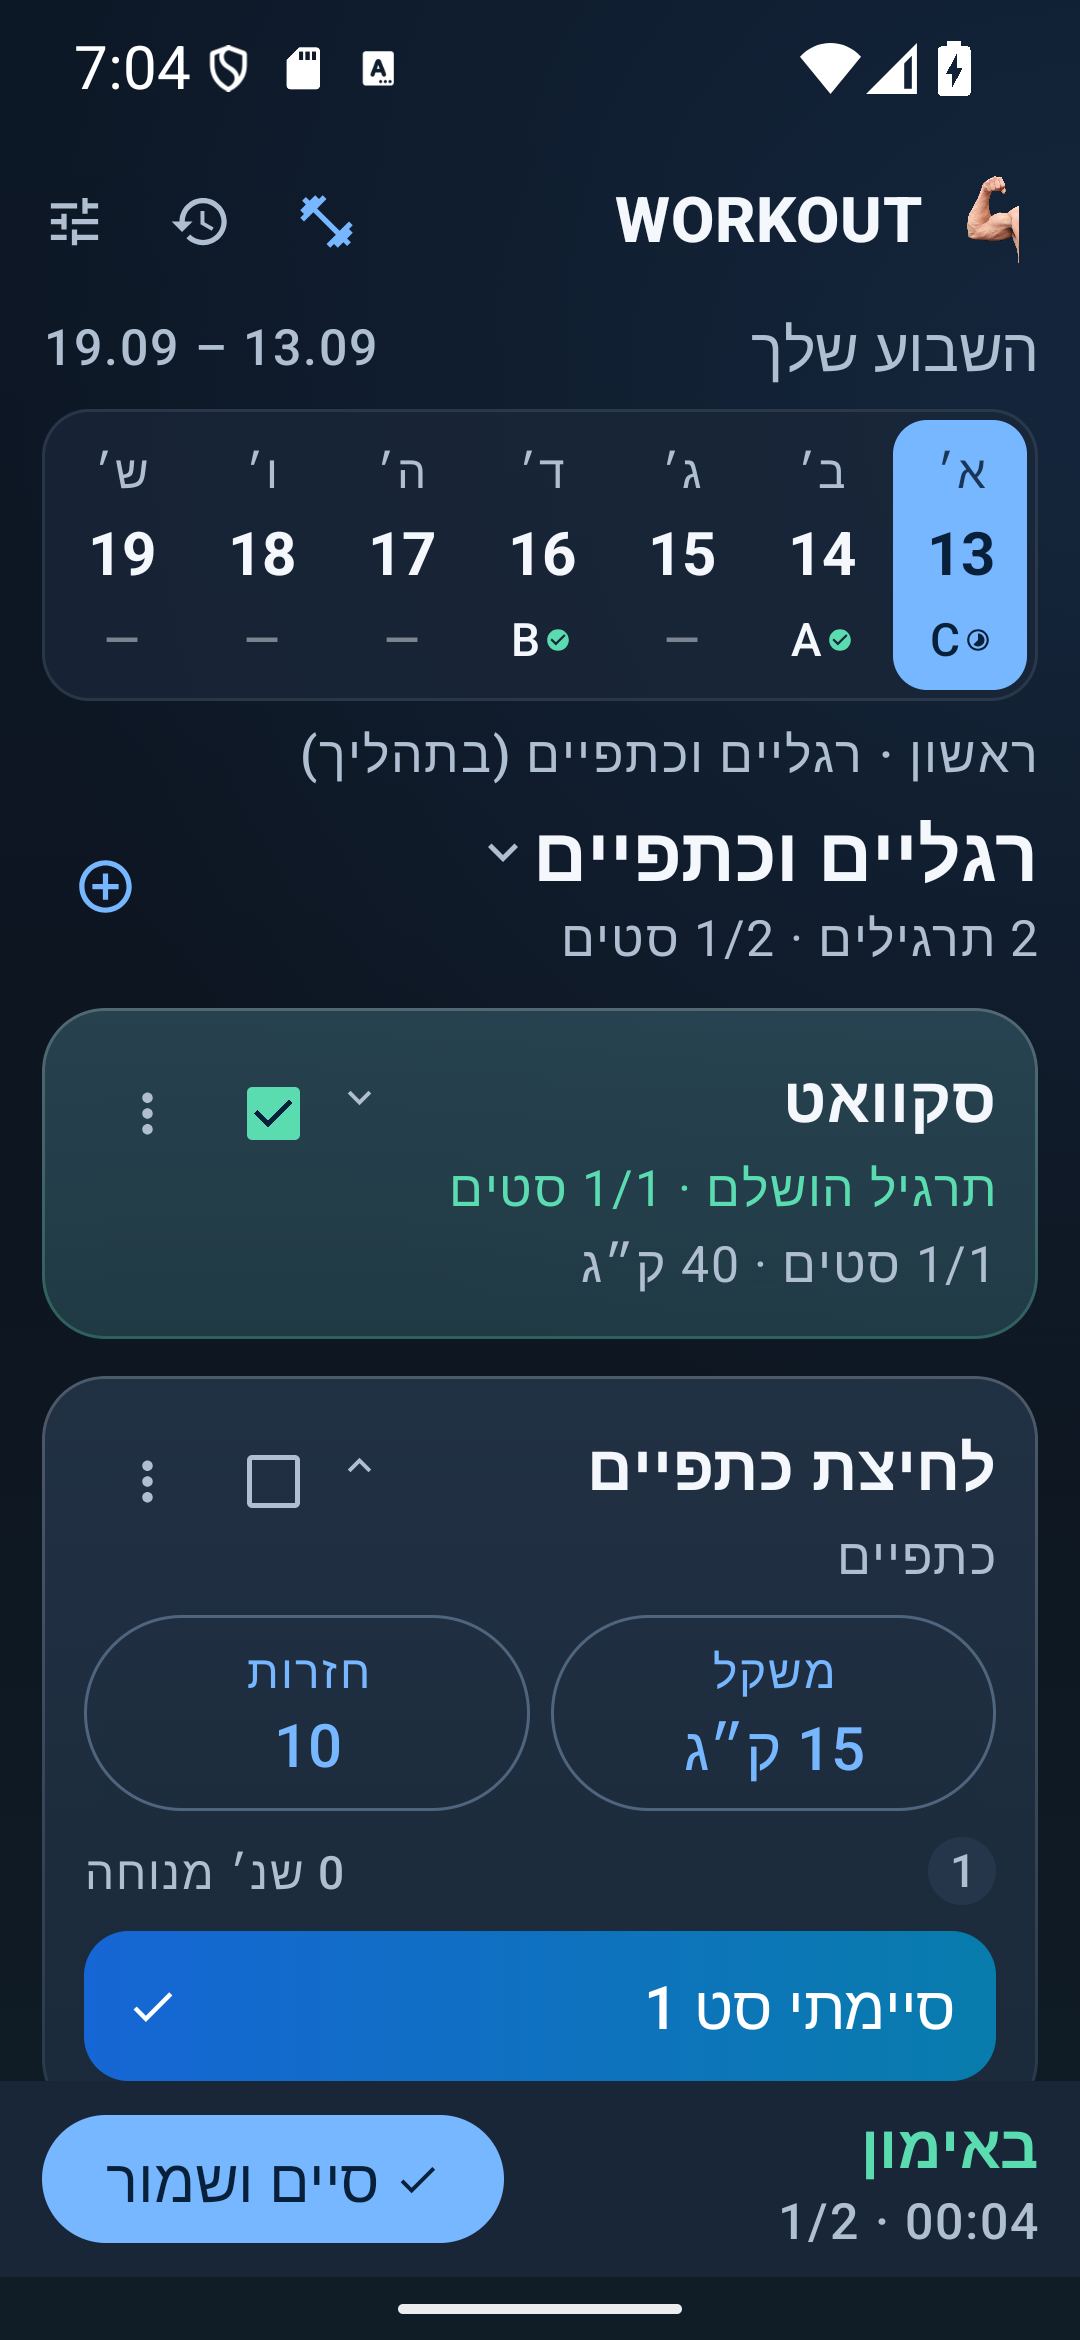 7:04
WORKOUT
השבוע שלך
13.09 – 19.09
א׳ ב׳ ג׳ ד׳ ה׳ ו׳ ש׳
13 14 15 16 17 18 19
C A – B – – –
ראשון · רגליים וכתפיים (בתהליך)
רגליים וכתפיים
2 תרגילים · 1/2 סטים
סקוואט
תרגיל הושלם · 1/1 סטים
1/1 סטים · 40 ק״ג
לחיצת כתפיים
כתפיים
משקל חזרות
15 ק״ג 10
1 0 שנ׳ מנוחה
סיימתי סט 1
באימון
00:04 · 1/2
סיים ושמור